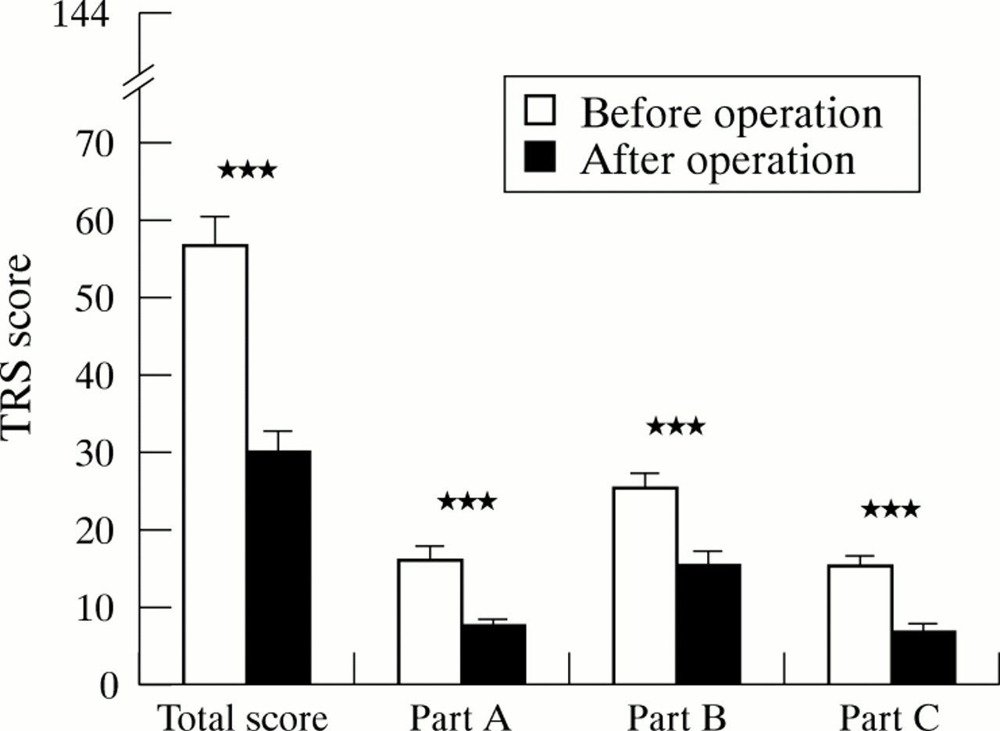 144
Before operation
After operation
70
★★★
60
50
40
30
20
10
0
TRS score
★★★
★★★
★★★
Total score
Part A
Part B
Part C